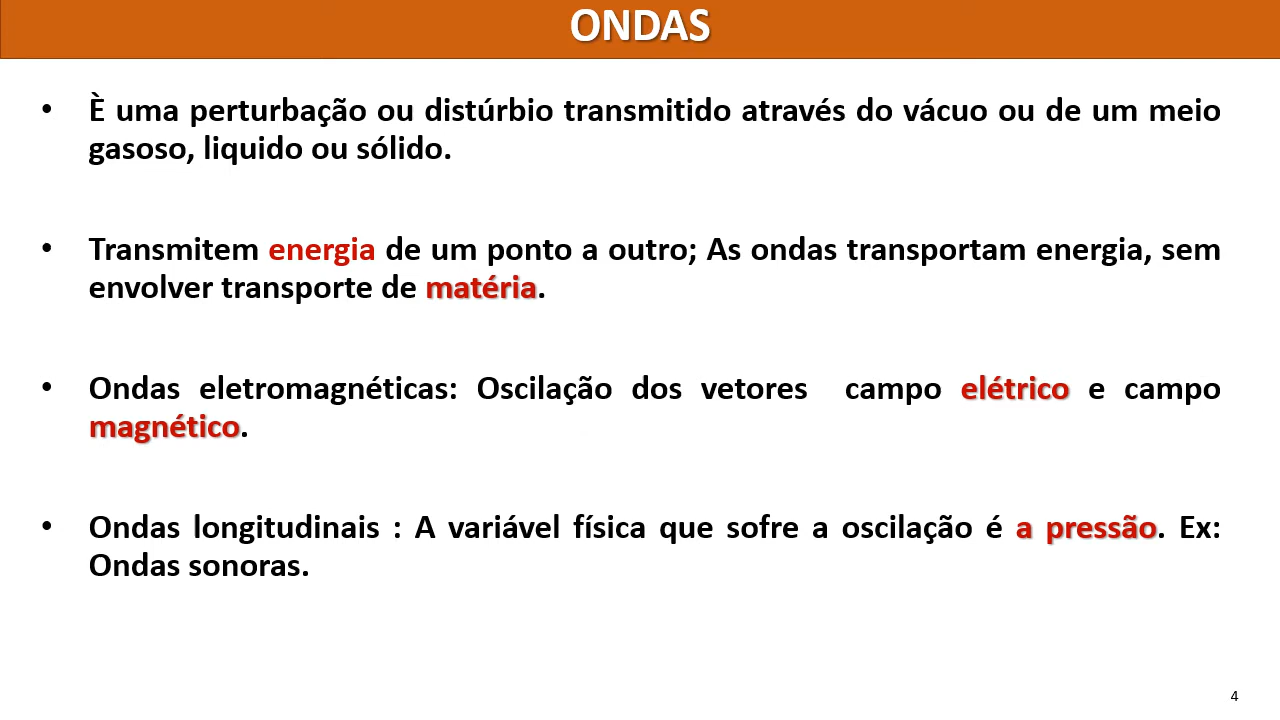 ONDAS
• È uma perturbação ou distúrbio transmitido através do vácuo ou de um meio
gasoso, liquido ou sólido.
• Transmitem energia de um ponto a outro; As ondas transportam energia, sem
envolver transporte de matéria.
• Ondas eletromagnéticas: Oscilação dos vetores campo elétrico e campo
magnético.
• Ondas longitudinais : A variável física que sofre a oscilação é a pressão. Ex:
Ondas sonoras.
4